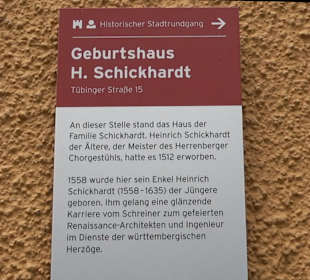 Historischer Stadtrundgang
Geburtshaus
H. Schickhardt
Tübinger Straße 15
An dieser Stelle stand das Haus der
Familie Schickhardt. Heinrich Schickhardt
der Ältere, der Meister des Herrenberger
Chorgestühls, hatte es 1512 erworben.
1558 wurde hier sein Enkel Heinrich
Schickhardt (1558–1635) der Jüngere
geboren. Ihm gelang eine glänzende
Karriere vom Schreiner zum gefeierten
Renaissance-Architekten und Ingenieur
im Dienste der württembergischen
Herzöge.